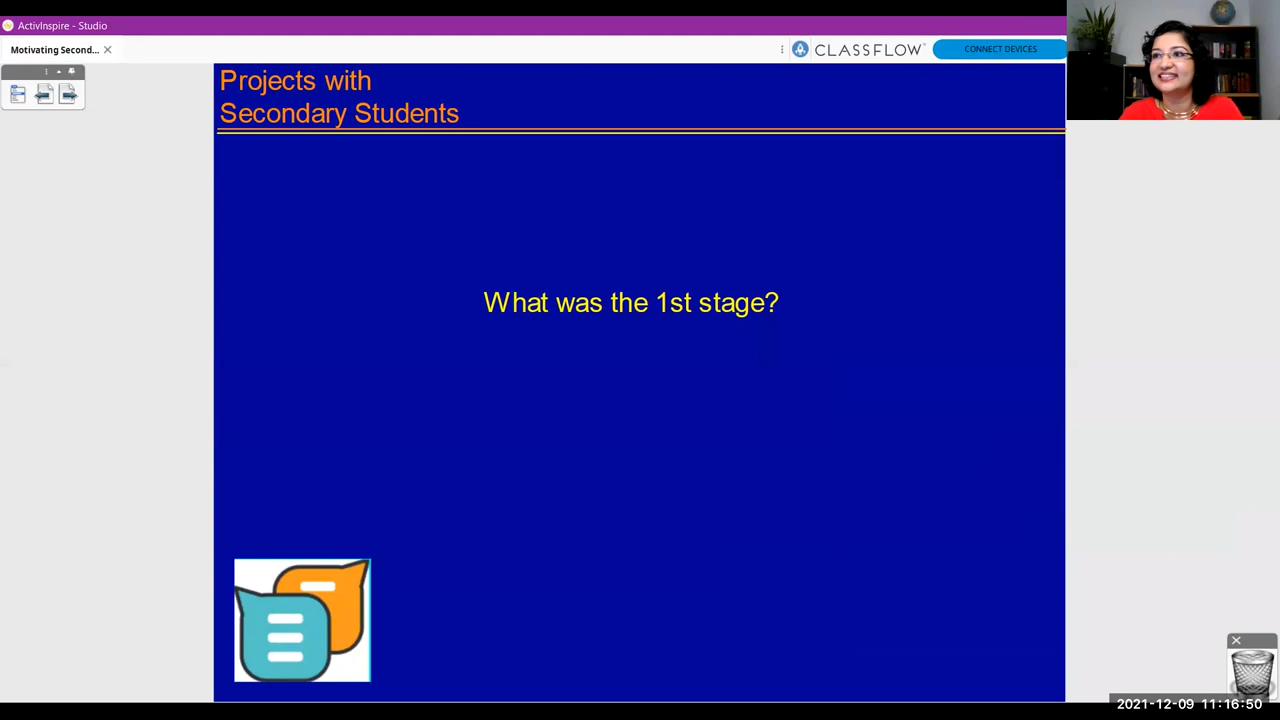 ActivInspire - Studio
Motivating Second...
CLASSFLOW
CONNECT DEVICES
Projects with
Secondary Students
What was the 1st stage?
2021-12-09 11:16:50